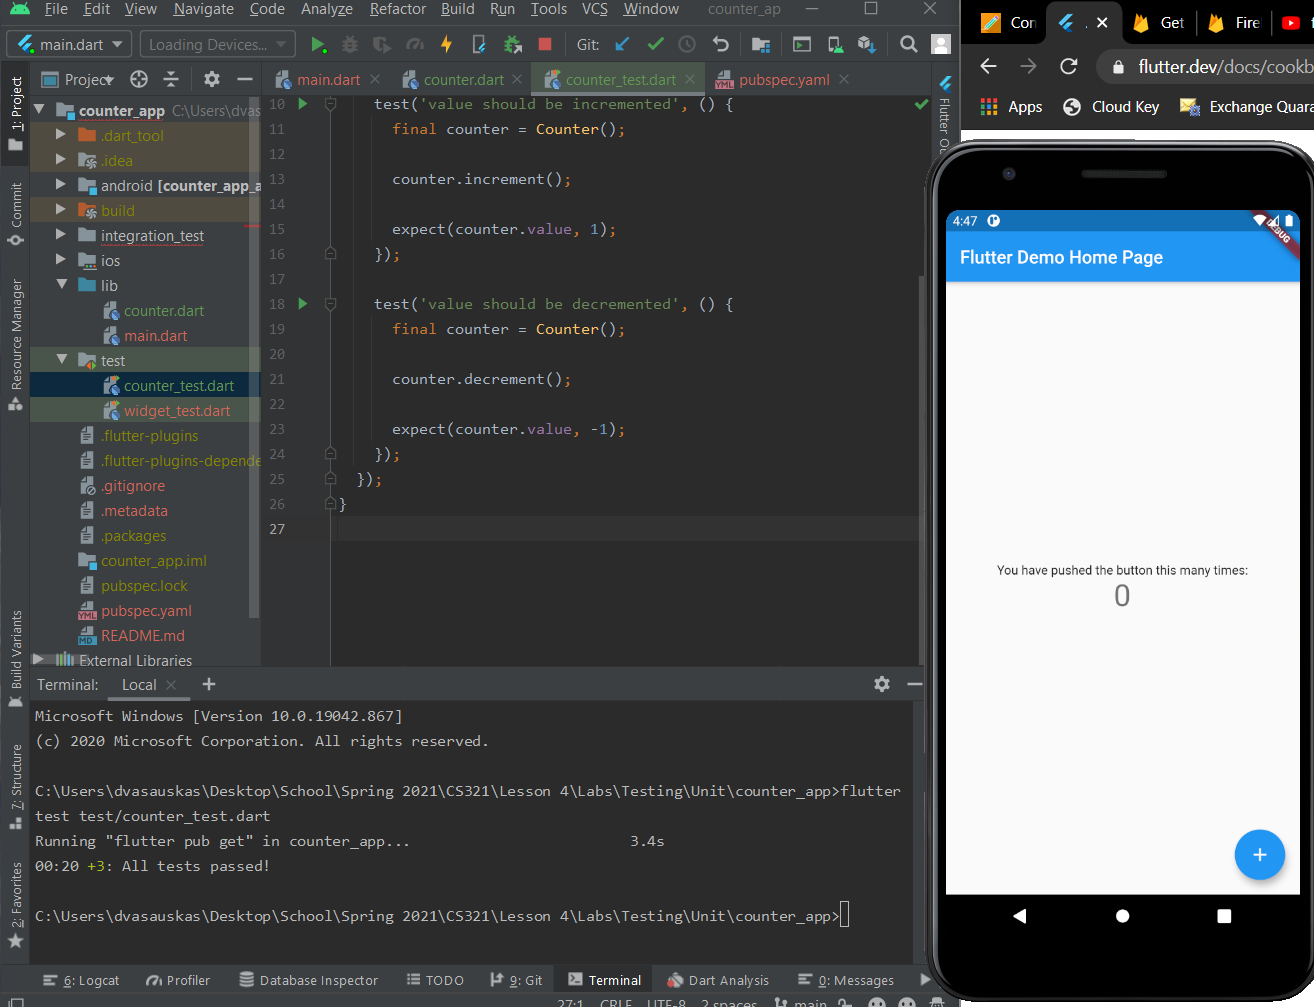 File Edit View Navigate Code Analyze Refactor Build Run Tools VCS Window counter_ap
main.dart Loading Devices... Git:
1: Project
Commit
Resource Manager
Build Variants
7: Structure
2: Favorites
Project
counter_app C:\Users\dvas
.dart_tool
.idea
android [counter_app_a
build
integration_test
ios
lib
counter.dart
main.dart
test
counter_test.dart
widget_test.dart
.flutter-plugins
.flutter-plugins-depende
.gitignore
.metadata
.packages
counter_app.iml
pubspec.lock
pubspec.yaml
README.md
External Libraries
main.dart counter.dart counter_test.dart pubspec.yaml
10 test('value should be incremented', () {
11 final counter = Counter();
12
13 counter.increment();
14
15 expect(counter.value, 1);
16 });
17
18 test('value should be decremented', () {
19 final counter = Counter();
20
21 counter.decrement();
22
23 expect(counter.value, -1);
24 });
25 });
26 }
27
Flutter Ou
Terminal: Local
Microsoft Windows [Version 10.0.19042.867]
(c) 2020 Microsoft Corporation. All rights reserved.
C:\Users\dvasauskas\Desktop\School\Spring 2021\CS321\Lesson 4\Labs\Testing\Unit\counter_app>flutter
test test/counter_test.dart
Running "flutter pub get" in counter_app... 3.4s
00:20 +3: All tests passed!
C:\Users\dvasauskas\Desktop\School\Spring 2021\CS321\Lesson 4\Labs\Testing\Unit\counter_app>
6: Logcat Profiler Database Inspector TODO 9: Git Terminal Dart Analysis 0: Messages
27:1 CRLF UTF-8 2 spaces main
Con Get Fire
flutter.dev/docs/cookb
Apps Cloud Key Exchange Quara
4:47
DEBUG
Flutter Demo Home Page
You have pushed the button this many times:
0